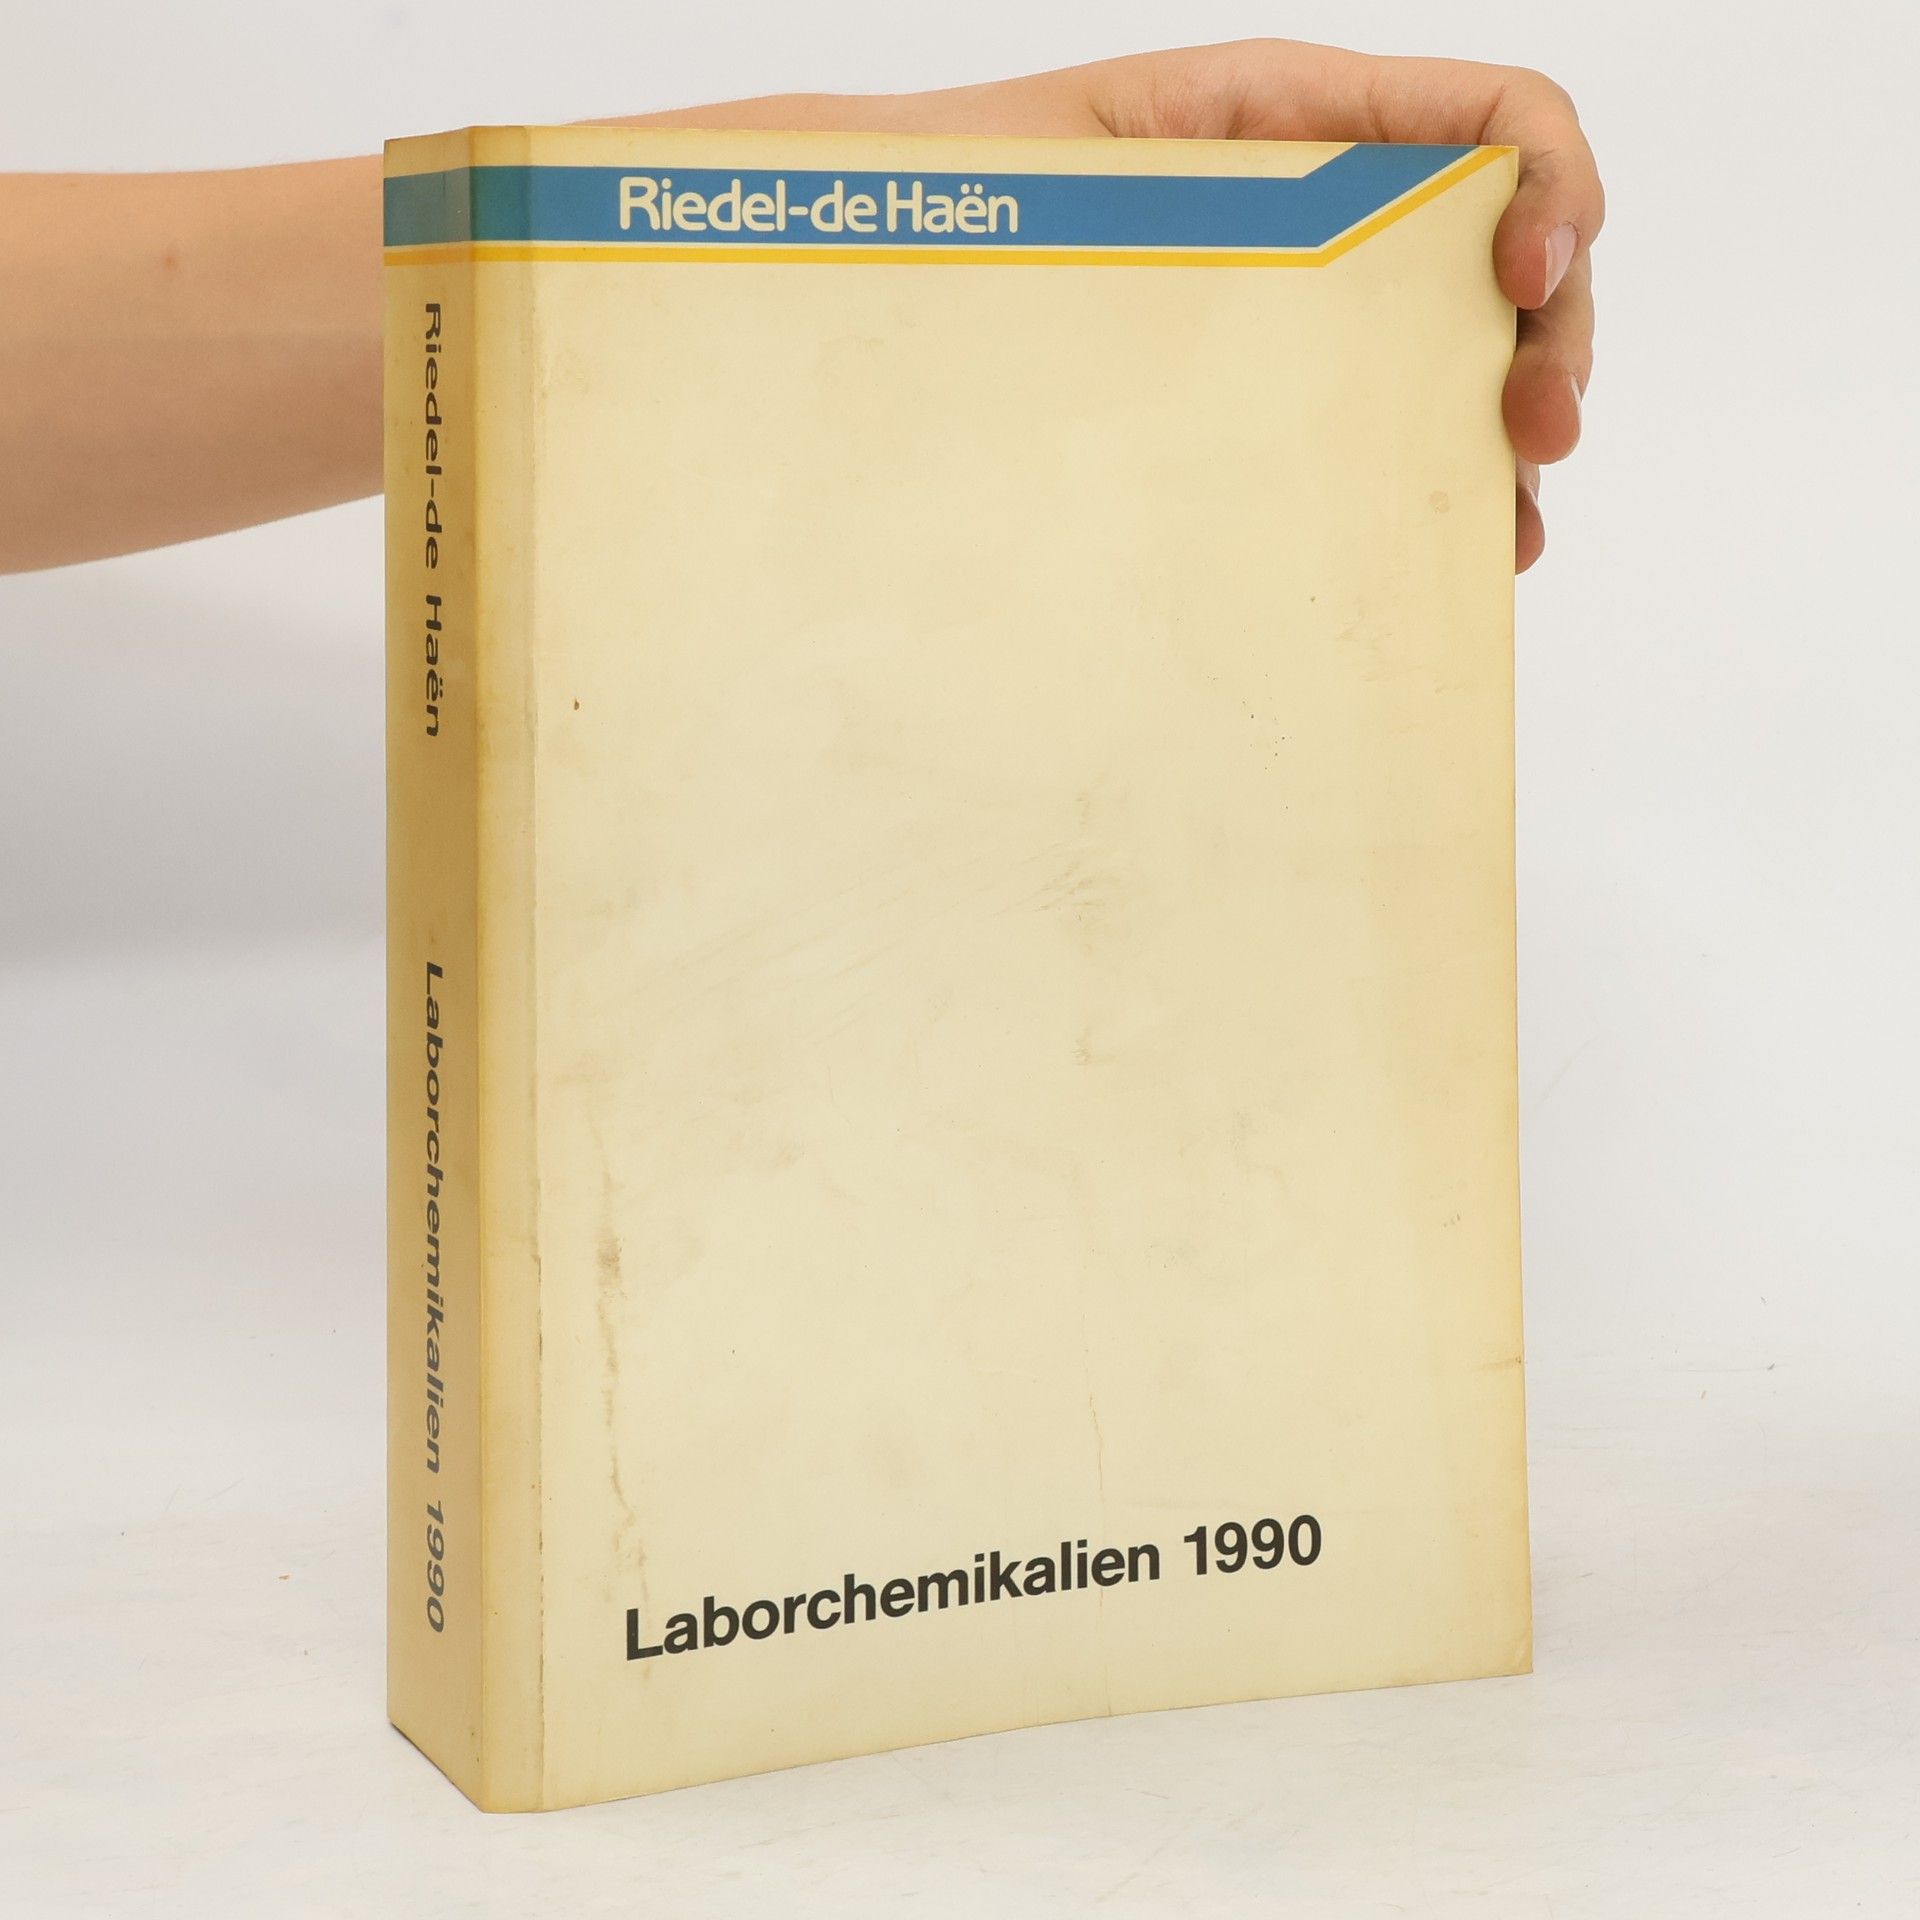 Riedel-de Haën
Laborchemikalien 1990
Riedel-de Haën Laborchemikalien 1990